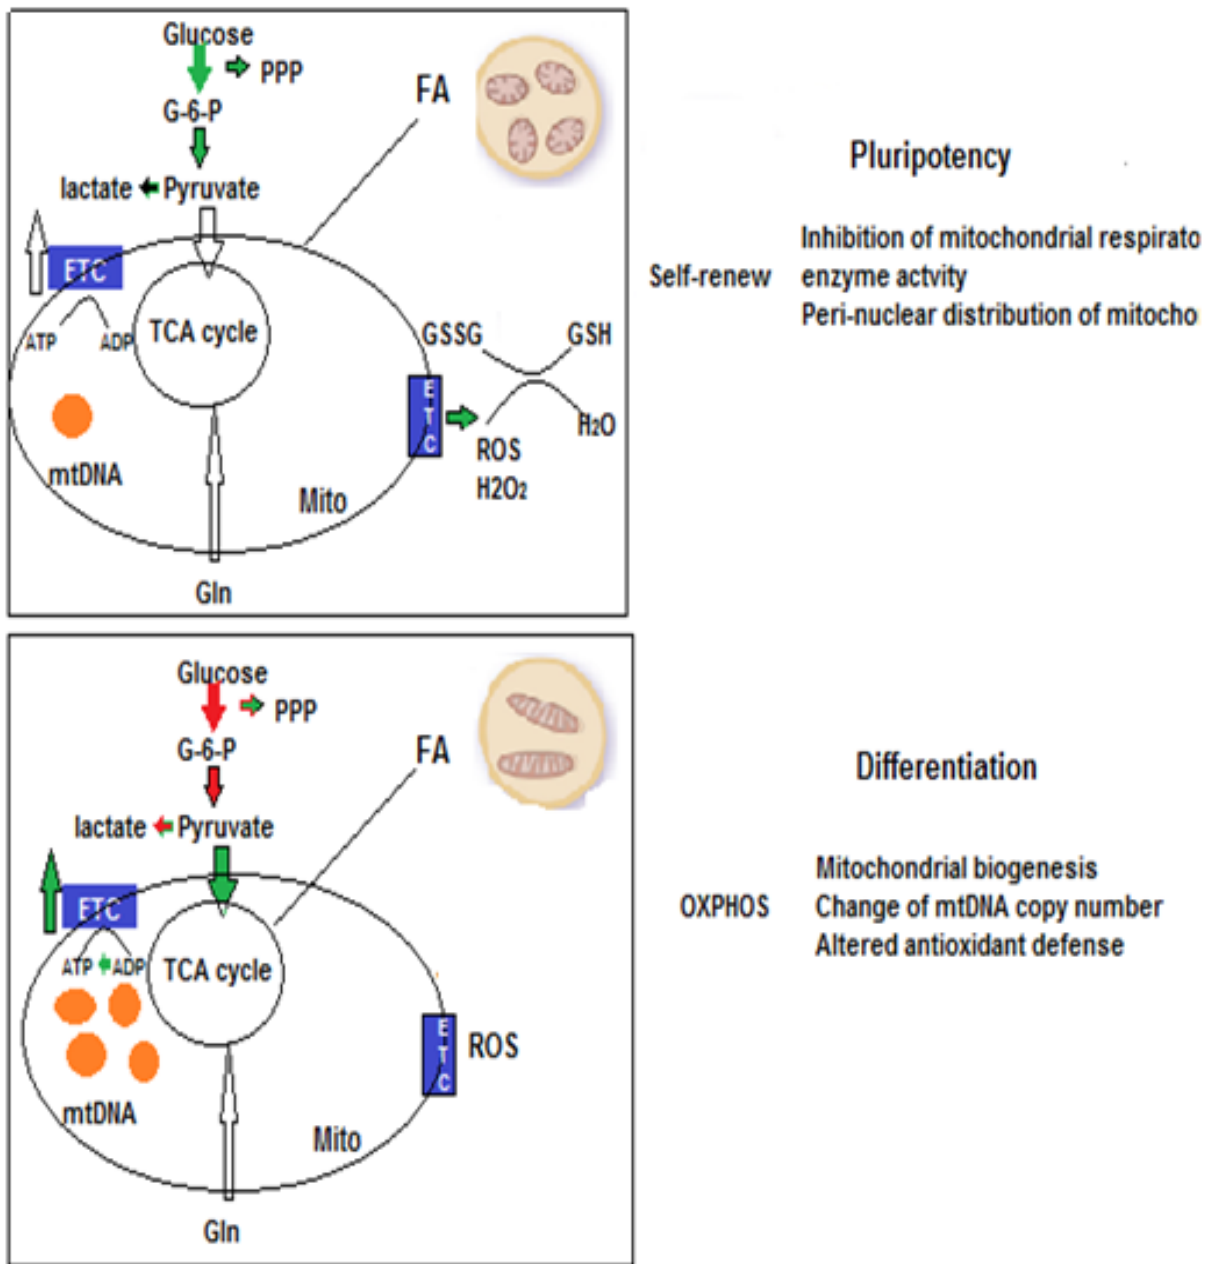 Glucose
PPP
G-6-P
lactate
Pyruvate
FA
ETC
ATP
ADP
TCA cycle
mtDNA
Mito
Gln
ETC
GSSG
GSH
ROS
H2O2
H2O
Pluripotency
Self-renew
Inhibition of mitochondrial respirato
enzyme actvity
Peri-nuclear distribution of mitocho
Glucose
PPP
G-6-P
lactate
Pyruvate
FA
ETC
ATP
ADP
TCA cycle
mtDNA
Mito
Gln
ETC
ROS
Differentiation
OXPHOS
Mitochondrial biogenesis
Change of mtDNA copy number
Altered antioxidant defense